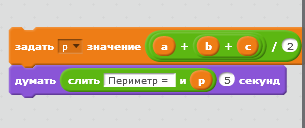 задать p значение a + b + c / 2
думать слить Периметр = и p 5 секунд